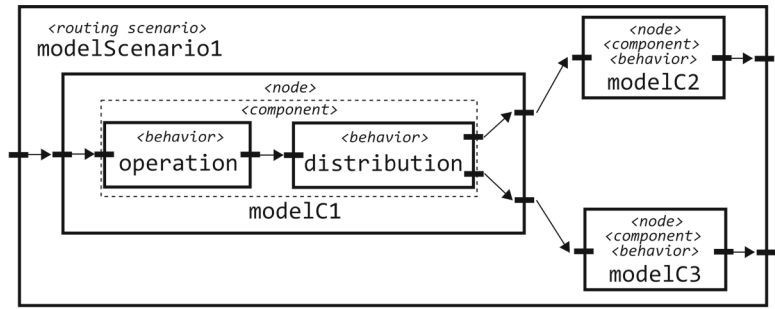 <routing scenario>
modelScenario1
<node>
<component>
<behavior>
operation
<behavior>
distribution
modelC1
<node>
<component>
<behavior>
modelC2
<node>
<component>
<behavior>
modelC3